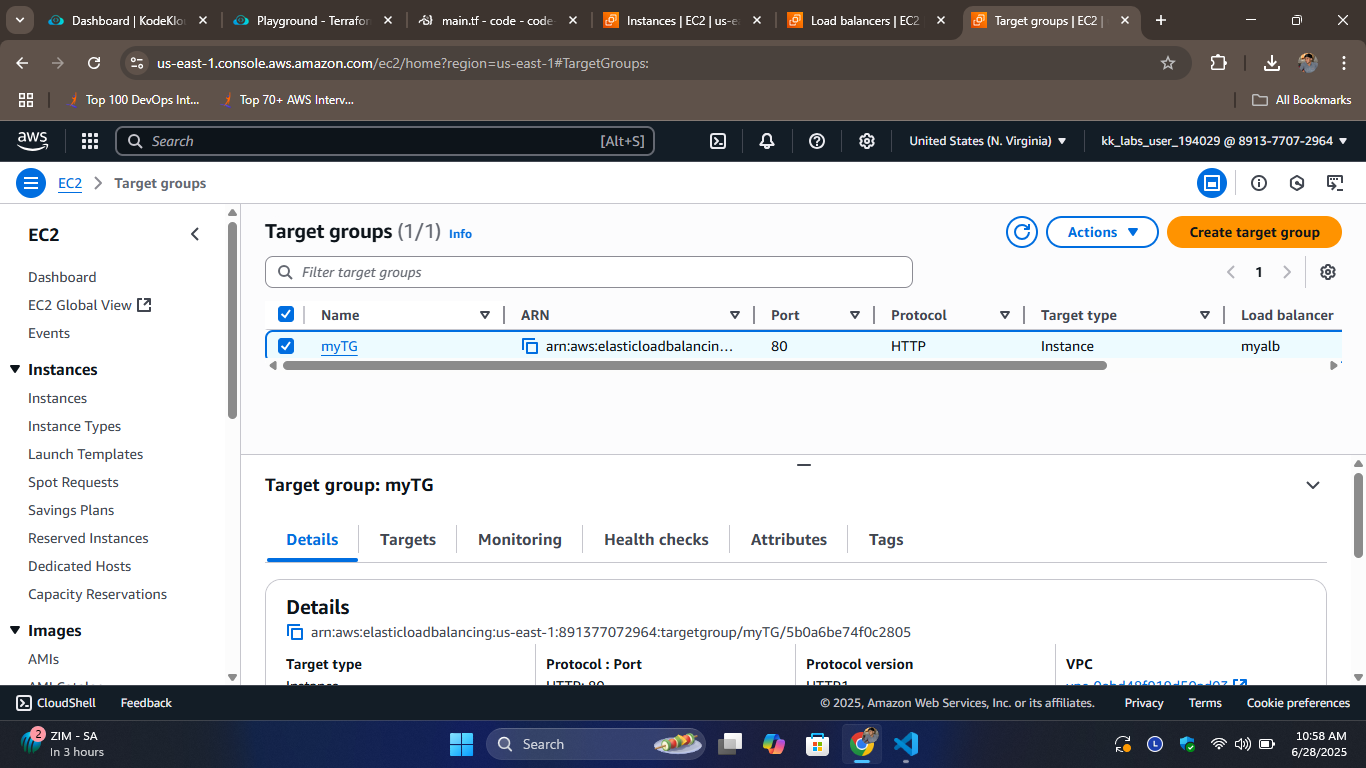 Dashboard | KodeKlo
Playground - Terrafor
main.tf - code - code-
Instances | EC2 | us-ea
Load balancers | EC2
Target groups | EC2 |
us-east-1.console.aws.amazon.com/ec2/home?region=us-east-1#TargetGroups:
Top 100 DevOps Int...
Top 70+ AWS Interv...
All Bookmarks
aws
Search
[Alt+S]
United States (N. Virginia)
kk_labs_user_194029 @ 8913-7707-2964
EC2
Target groups
EC2
Dashboard
EC2 Global View
Events
Instances
Instances
Instance Types
Launch Templates
Spot Requests
Savings Plans
Reserved Instances
Dedicated Hosts
Capacity Reservations
Images
AMIs
Target groups (1/1) Info
Actions
Create target group
Filter target groups
1
Name ARN Port Protocol Target type Load balancer
myTG arn:aws:elasticloadbalancin... 80 HTTP Instance myalb
Target group: myTG
Details Targets Monitoring Health checks Attributes Tags
Details
arn:aws:elasticloadbalancing:us-east-1:891377072964:targetgroup/myTG/5b0a6be74f0c2805
Target type Protocol : Port Protocol version VPC
Instance HTTP: 80 HTTP1
CloudShell Feedback © 2025, Amazon Web Services, Inc. or its affiliates. Privacy Terms Cookie preferences
2
ZIM - SA
In 3 hours
Search
L
10:58 AM
6/28/2025